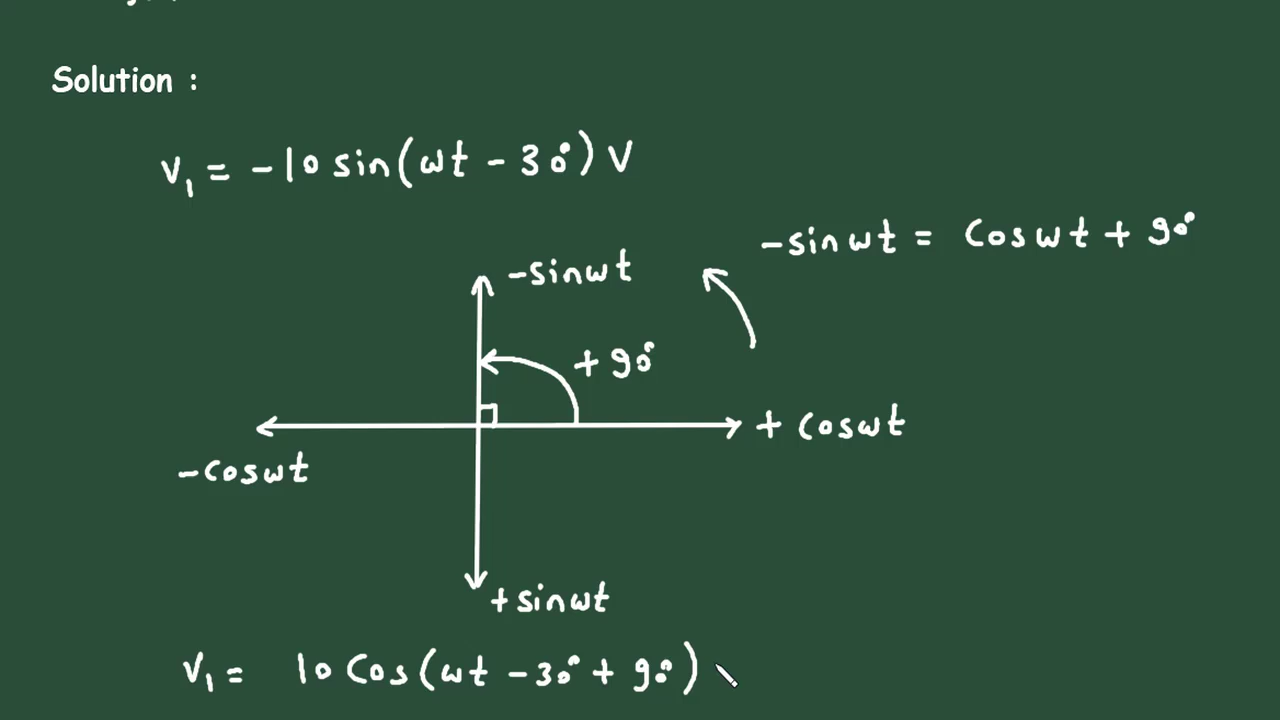 Solution :
v₁ = -10 sin(ωt - 30°) V
-sinωt = cosωt + 90°
-sinωt
+ 90°
+ cosωt
-cosωt
+ sinωt
v₁ = 10 cos(ωt - 30° + 90°)